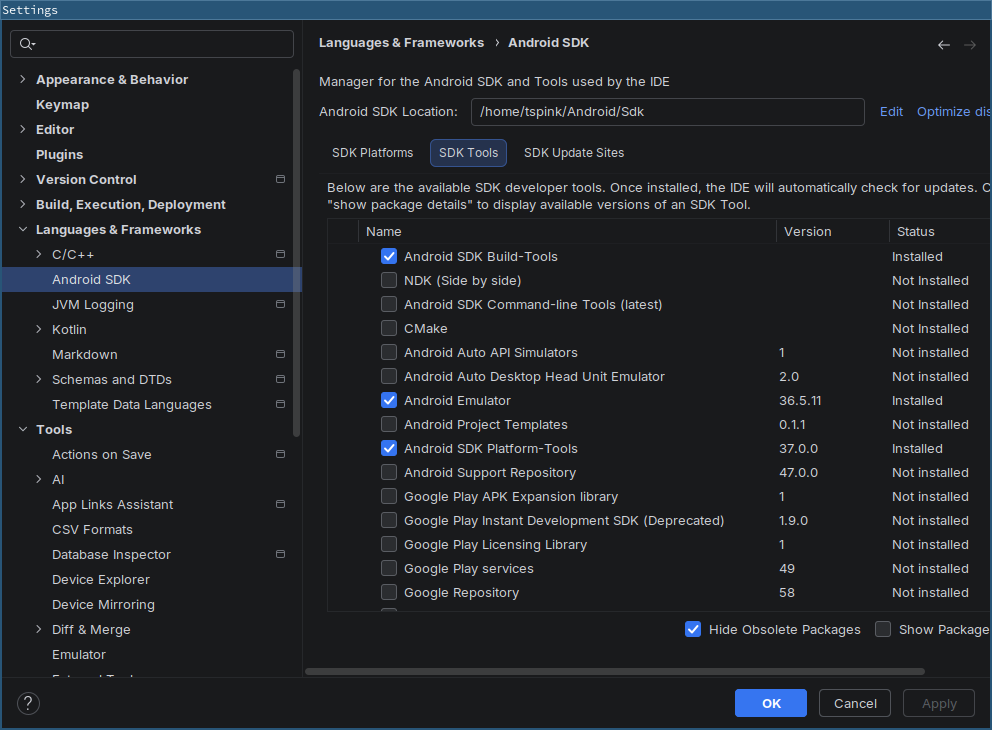 Settings
Languages & Frameworks › Android SDK
Manager for the Android SDK and Tools used by the IDE
Android SDK Location: /home/tspink/Android/Sdk Edit Optimize dis
SDK Platforms SDK Tools SDK Update Sites
Below are the available SDK developer tools. Once installed, the IDE will automatically check for updates. C
"show package details" to display available versions of an SDK Tool.
Name Version Status
Android SDK Build-Tools Installed
NDK (Side by side) Not Installed
Android SDK Command-line Tools (latest) Not Installed
CMake Not Installed
Android Auto API Simulators 1 Not installed
Android Auto Desktop Head Unit Emulator 2.0 Not installed
Android Emulator 36.5.11 Installed
Android Project Templates 0.1.1 Not installed
Android SDK Platform-Tools 37.0.0 Installed
Android Support Repository 47.0.0 Not installed
Google Play APK Expansion library 1 Not installed
Google Play Instant Development SDK (Deprecated) 1.9.0 Not installed
Google Play Licensing Library 1 Not installed
Google Play services 49 Not installed
Google Repository 58 Not installed
Hide Obsolete Packages Show Package
Appearance & Behavior
Keymap
Editor
Plugins
Version Control
Build, Execution, Deployment
Languages & Frameworks
C/C++
Android SDK
JVM Logging
Kotlin
Markdown
Schemas and DTDs
Template Data Languages
Tools
Actions on Save
AI
App Links Assistant
CSV Formats
Database Inspector
Device Explorer
Device Mirroring
Diff & Merge
Emulator
? OK Cancel Apply